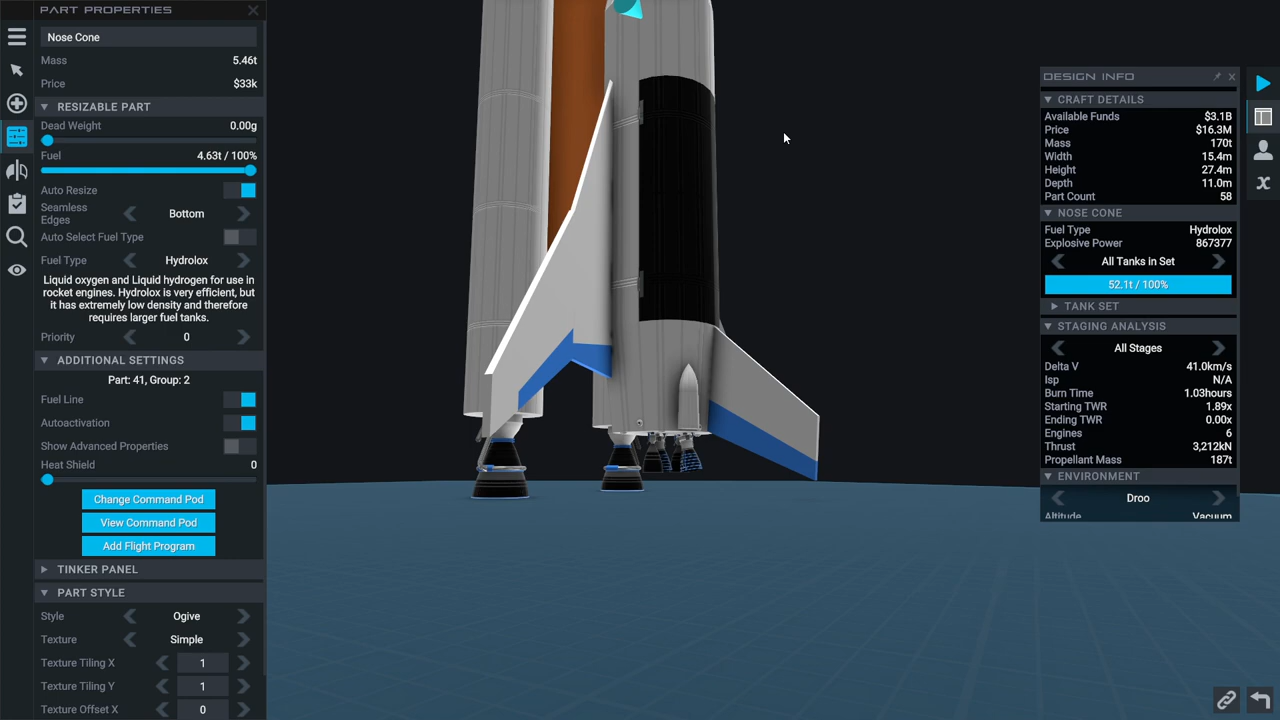 PART PROPERTIES
Nose Cone
Mass 5.46t
Price $33k
RESIZABLE PART
Dead Weight 0.00g
Fuel 4.63t / 100%
Auto Resize
Seamless Edges Bottom
Auto Select Fuel Type
Fuel Type Hydrolox
Liquid oxygen and Liquid hydrogen for use in
rocket engines. Hydrolox is very efficient, but
it has extremely low density and therefore
requires larger fuel tanks.
Priority 0
ADDITIONAL SETTINGS
Part: 41, Group: 2
Fuel Line
Autoactivation
Show Advanced Properties
Heat Shield 0
Change Command Pod
View Command Pod
Add Flight Program
TINKER PANEL
PART STYLE
Style Ogive
Texture Simple
Texture Tiling X 1
Texture Tiling Y 1
Texture Offset X 0
DESIGN INFO
CRAFT DETAILS
Available Funds $3.1B
Price $16.3M
Mass 170t
Width 15.4m
Height 27.4m
Depth 11.0m
Part Count 58
NOSE CONE
Fuel Type Hydrolox
Explosive Power 867377
All Tanks in Set
52.1t / 100%
TANK SET
STAGING ANALYSIS
All Stages
Delta V 41.0km/s
Isp N/A
Burn Time 1.03hours
Starting TWR 1.89x
Ending TWR 0.00x
Engines 6
Thrust 3,212kN
Propellant Mass 187t
ENVIRONMENT
Droo
Altitude Vacuum